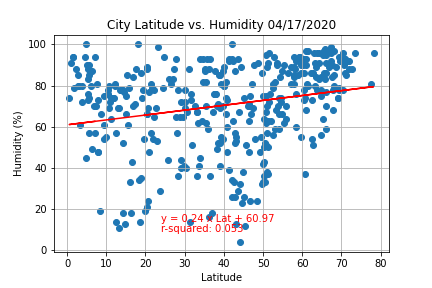 City Latitude vs. Humidity 04/17/2020
100
80
60
40
20
0
Humidity (%)
y = 0.24 x Lat + 60.97
r-squared: 0.053
0 10 20 30 40 50 60 70 80
Latitude